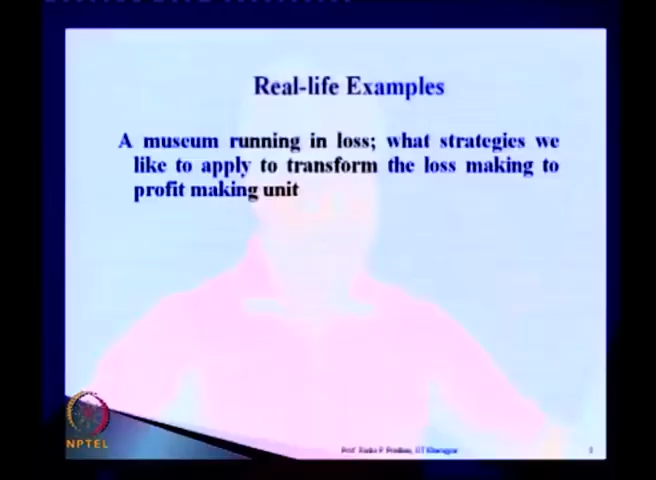 Real-life Examples
A museum running in loss; what strategies we
like to apply to transform the loss making to
profit making unit
NPTEL
Prof.